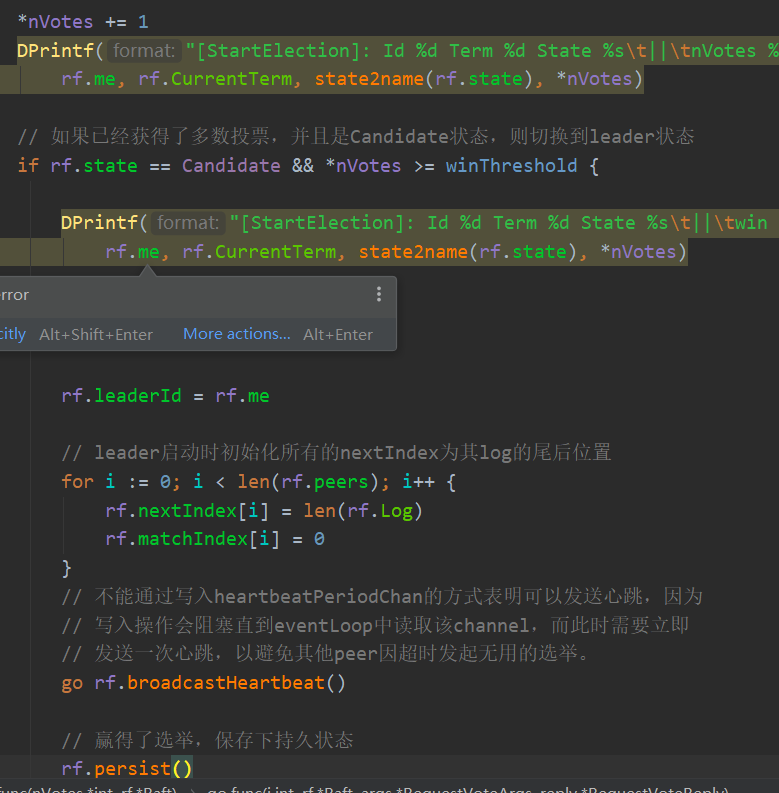 *nVotes += 1
DPrintf( format: "[StartElection]: Id %d Term %d State %s\t||\tnVotes %
rf.me, rf.CurrentTerm, state2name(rf.state), *nVotes)
// 如果已经获得了多数投票，并且是Candidate状态，则切换到leader状态
if rf.state == Candidate && *nVotes >= winThreshold {
DPrintf( format: "[StartElection]: Id %d Term %d State %s\t||\twin
rf.me, rf.CurrentTerm, state2name(rf.state), *nVotes)
rror
citly Alt+Shift+Enter More actions... Alt+Enter
rf.leaderId = rf.me
// leader启动时初始化所有的nextIndex为其log的尾后位置
for i := 0; i < len(rf.peers); i++ {
rf.nextIndex[i] = len(rf.Log)
rf.matchIndex[i] = 0
}
// 不能通过写入heartbeatPeriodChan的方式表明可以发送心跳，因为
// 写入操作会阻塞直到eventLoop中读取该channel，而此时需要立即
// 发送一次心跳，以避免其他peer因超时发起无用的选举。
go rf.broadcastHeartbeat()
// 赢得了选举，保存下持久状态
rf.persist()
func(nVotes *int, rf *Raft) › go func(i int, rf *Raft, args *RequestVoteArgs, reply *RequestVoteReply)